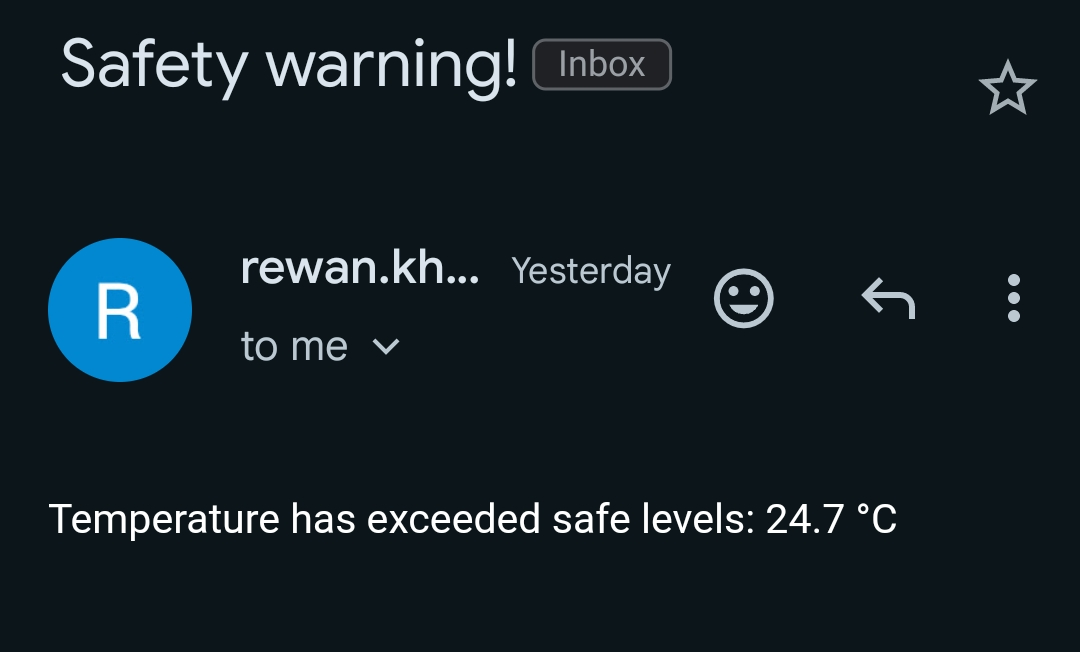 Safety warning! Inbox
rewan.kh... Yesterday
to me
R
Temperature has exceeded safe levels: 24.7 °C